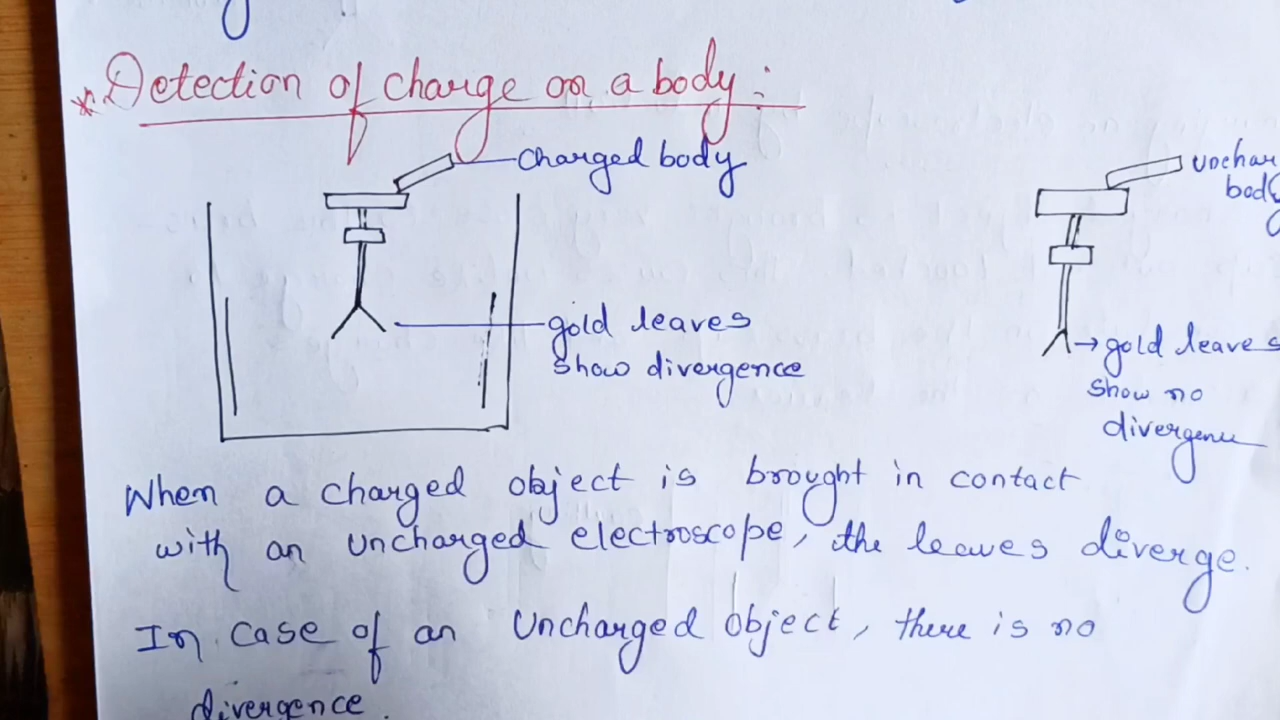 * Detection of charge on a body :
charged body
gold leaves
show divergence
body
→ gold leaves
show no
divergence
When a charged object is brought in contact
with an uncharged electroscope, the leaves diverge.
In case of an uncharged object, there is no
divergence.